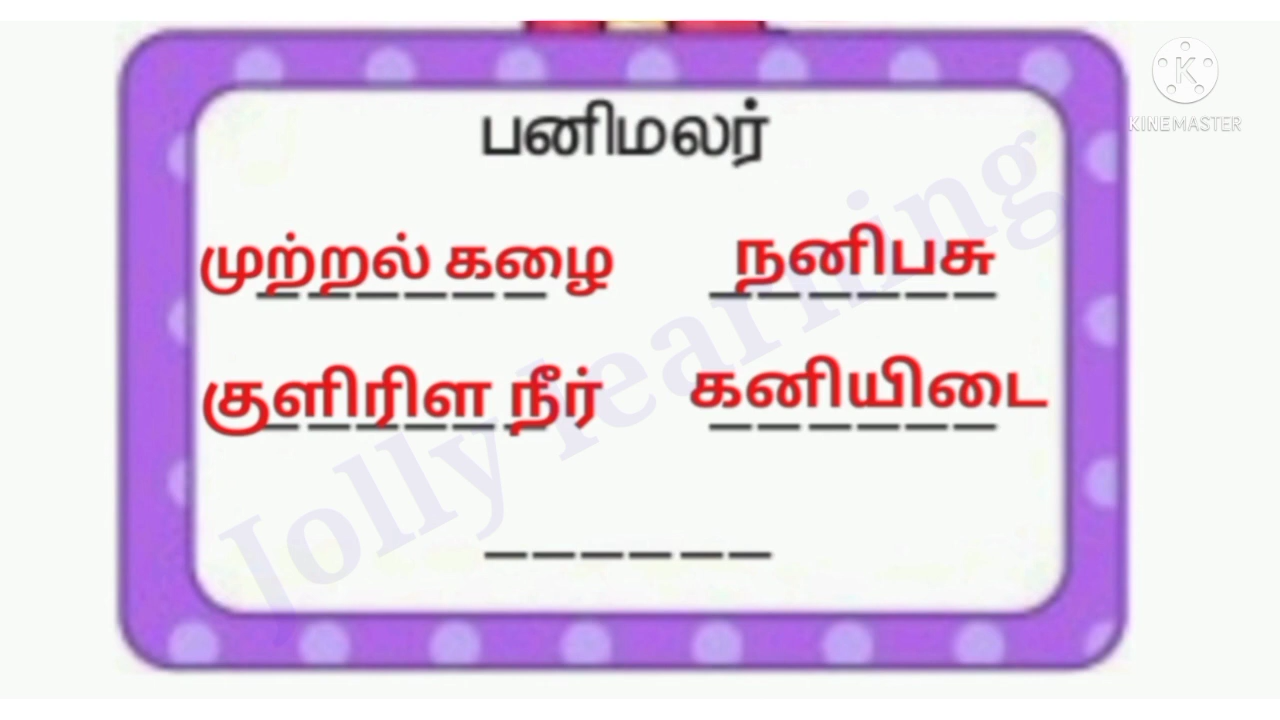 K
KINEMASTER
பனிமலர்
முற்றல் கழை நனிபசு
குளிரிள நீர் கனியிடை
Jolly learning